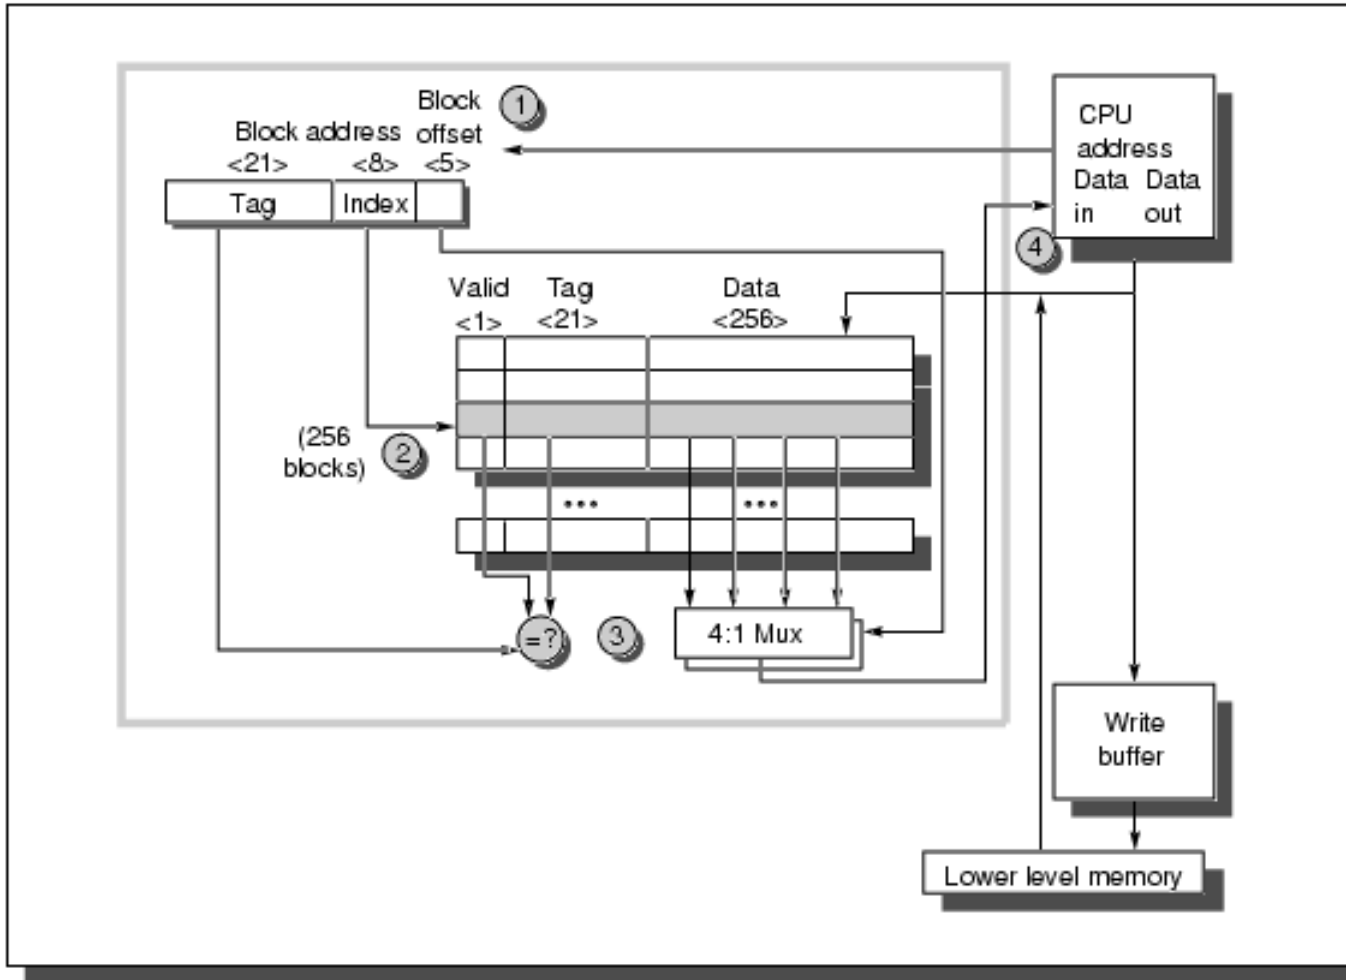 Block
offset
1
Block address
<21>
<8>
<5>
Tag
Index
CPU
address
Data Data
in out
4
Valid
Tag
Data
<1>
<21>
<256>
(256
blocks)
2
•••
•••
=?
3
4:1 Mux
Write
buffer
Lower level memory